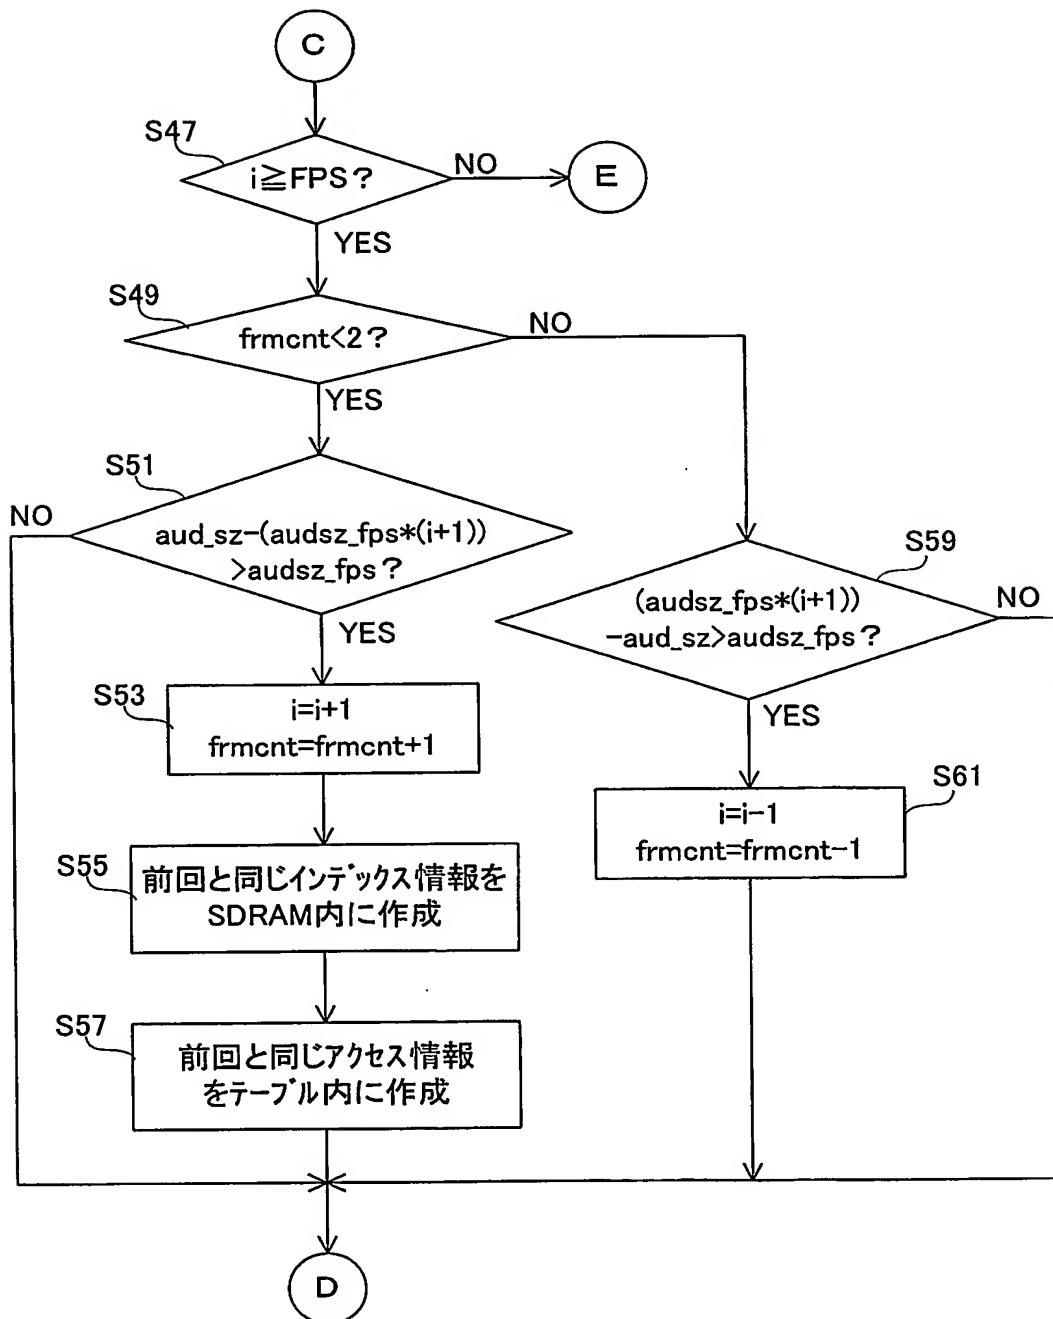 C
S47
i≧FPS?
NO
E
YES
S49
frmcnt<2?
NO
YES
S51
NO
aud_sz-(audsz_fps*(i+1))
>audsz_fps?
YES
S59
(audsz_fps*(i+1))
-aud_sz>audsz_fps?
NO
YES
S53
i=i+1
frmcnt=frmcnt+1
S61
i=i-1
frmcnt=frmcnt-1
S55
前回と同じインデックス情報を
SDRAM内に作成
S57
前回と同じアクセス情報
をテーブル内に作成
D